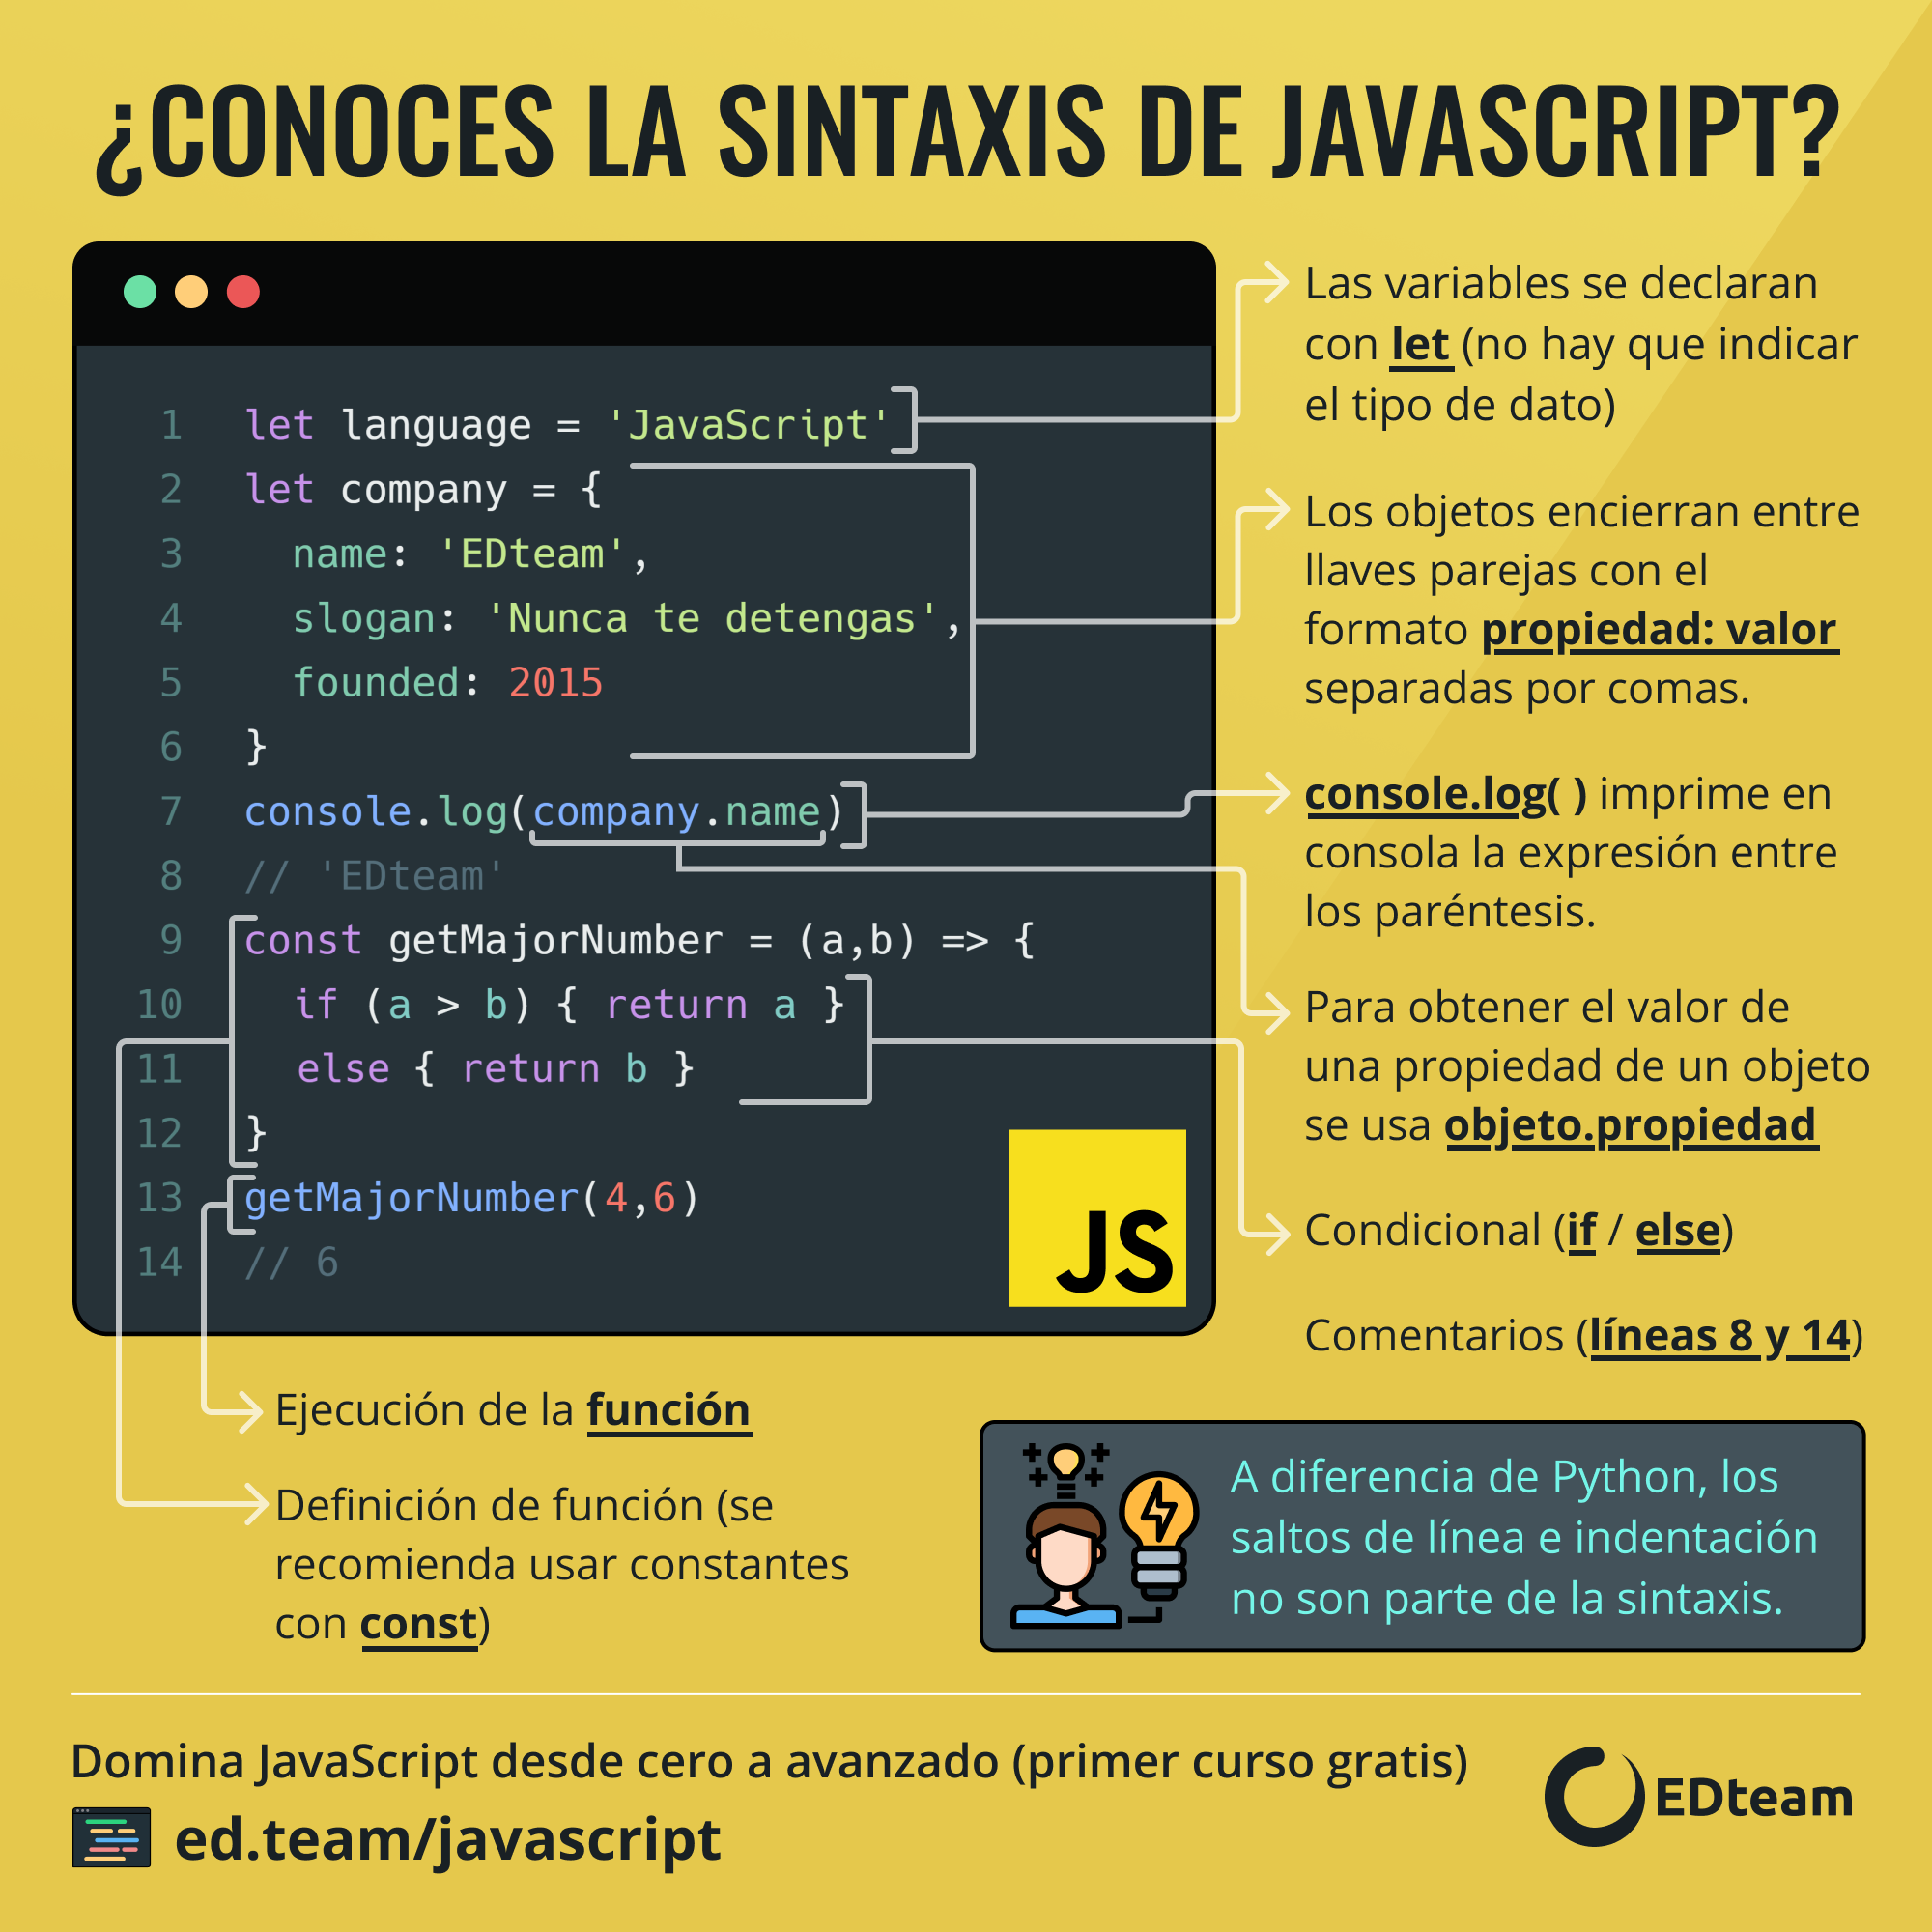 ¿CONOCES LA SINTAXIS DE JAVASCRIPT?
1 let language = 'JavaScript'
2 let company = {
3 name: 'EDteam',
4 slogan: 'Nunca te detengas',
5 founded: 2015
6 }
7 console.log(company.name)
8 // 'EDteam'
9 const getMajorNumber = (a,b) => {
10 if (a > b) { return a }
11 else { return b }
12 }
13 getMajorNumber(4,6)
14 // 6
JS
Las variables se declaran
con let (no hay que indicar
el tipo de dato)
Los objetos encierran entre
llaves parejas con el
formato propiedad: valor
separadas por comas.
console.log( ) imprime en
consola la expresión entre
los paréntesis.
Para obtener el valor de
una propiedad de un objeto
se usa objeto.propiedad
Condicional (if / else)
Comentarios (líneas 8 y 14)
Ejecución de la función
Definición de función (se
recomienda usar constantes
con const)
A diferencia de Python, los
saltos de línea e indentación
no son parte de la sintaxis.
Domina JavaScript desde cero a avanzado (primer curso gratis)
ed.team/javascript
EDteam